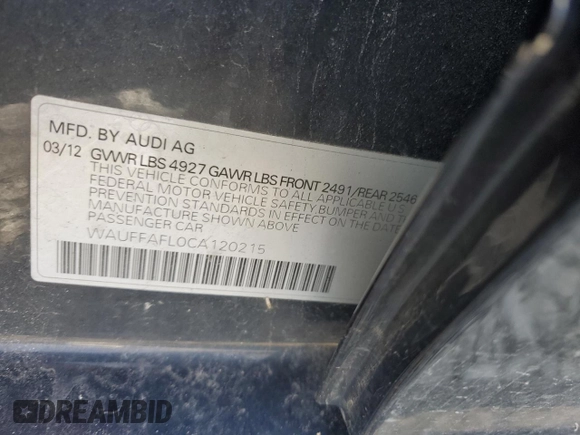 MFD. BY AUDI AG
03/12 GVWR LBS 4927 GAWR LBS FRONT 2491/REAR 2546
THIS VEHICLE CONFORMS TO ALL APPLICABLE U
FEDERAL MOTOR VEHICLE SAFETY BUMPER AND
PREVENTION STANDARDS IN EFFECT ON THE DATE
MANUFACTURE SHOWN ABOVE
PASSENGER CAR
WAUFFAFL0CA120215
DREAMBID